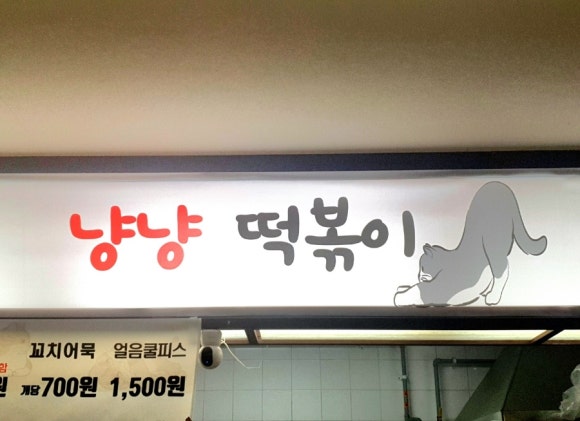 냥냥 떡볶이
꼬치어묵 얼음쿨피스
원 개당700원 1,500원